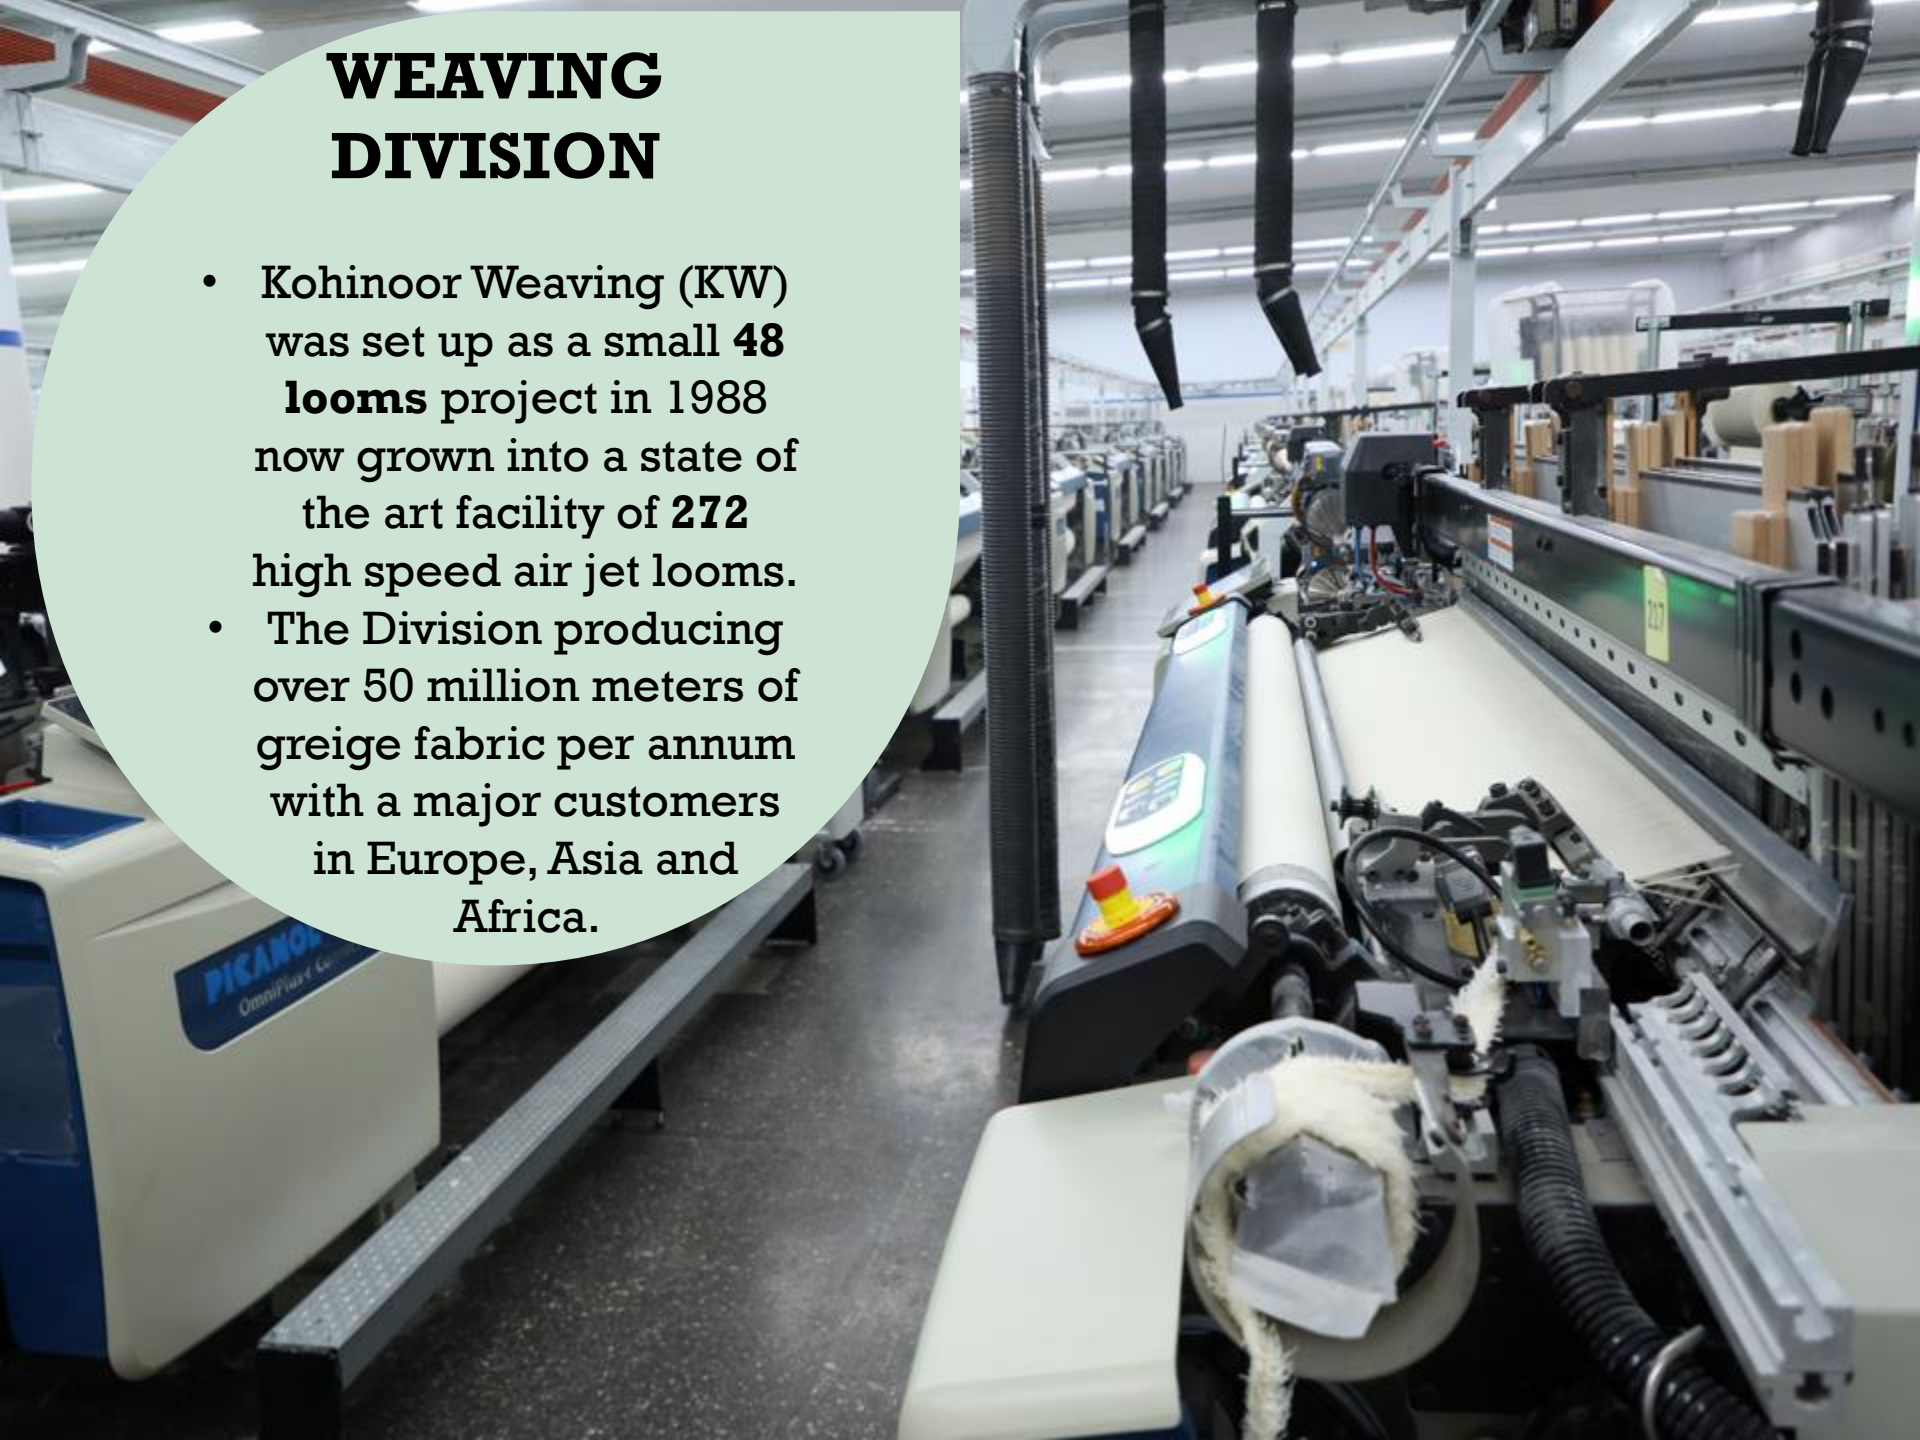 WEAVING
DIVISION
• Kohinoor Weaving (KW)
was set up as a small 48
looms project in 1988
now grown into a state of
the art facility of 272
high speed air jet looms.
• The Division producing
over 50 million meters of
greige fabric per annum
with a major customers
in Europe, Asia and
Africa.
217
OmniPlus